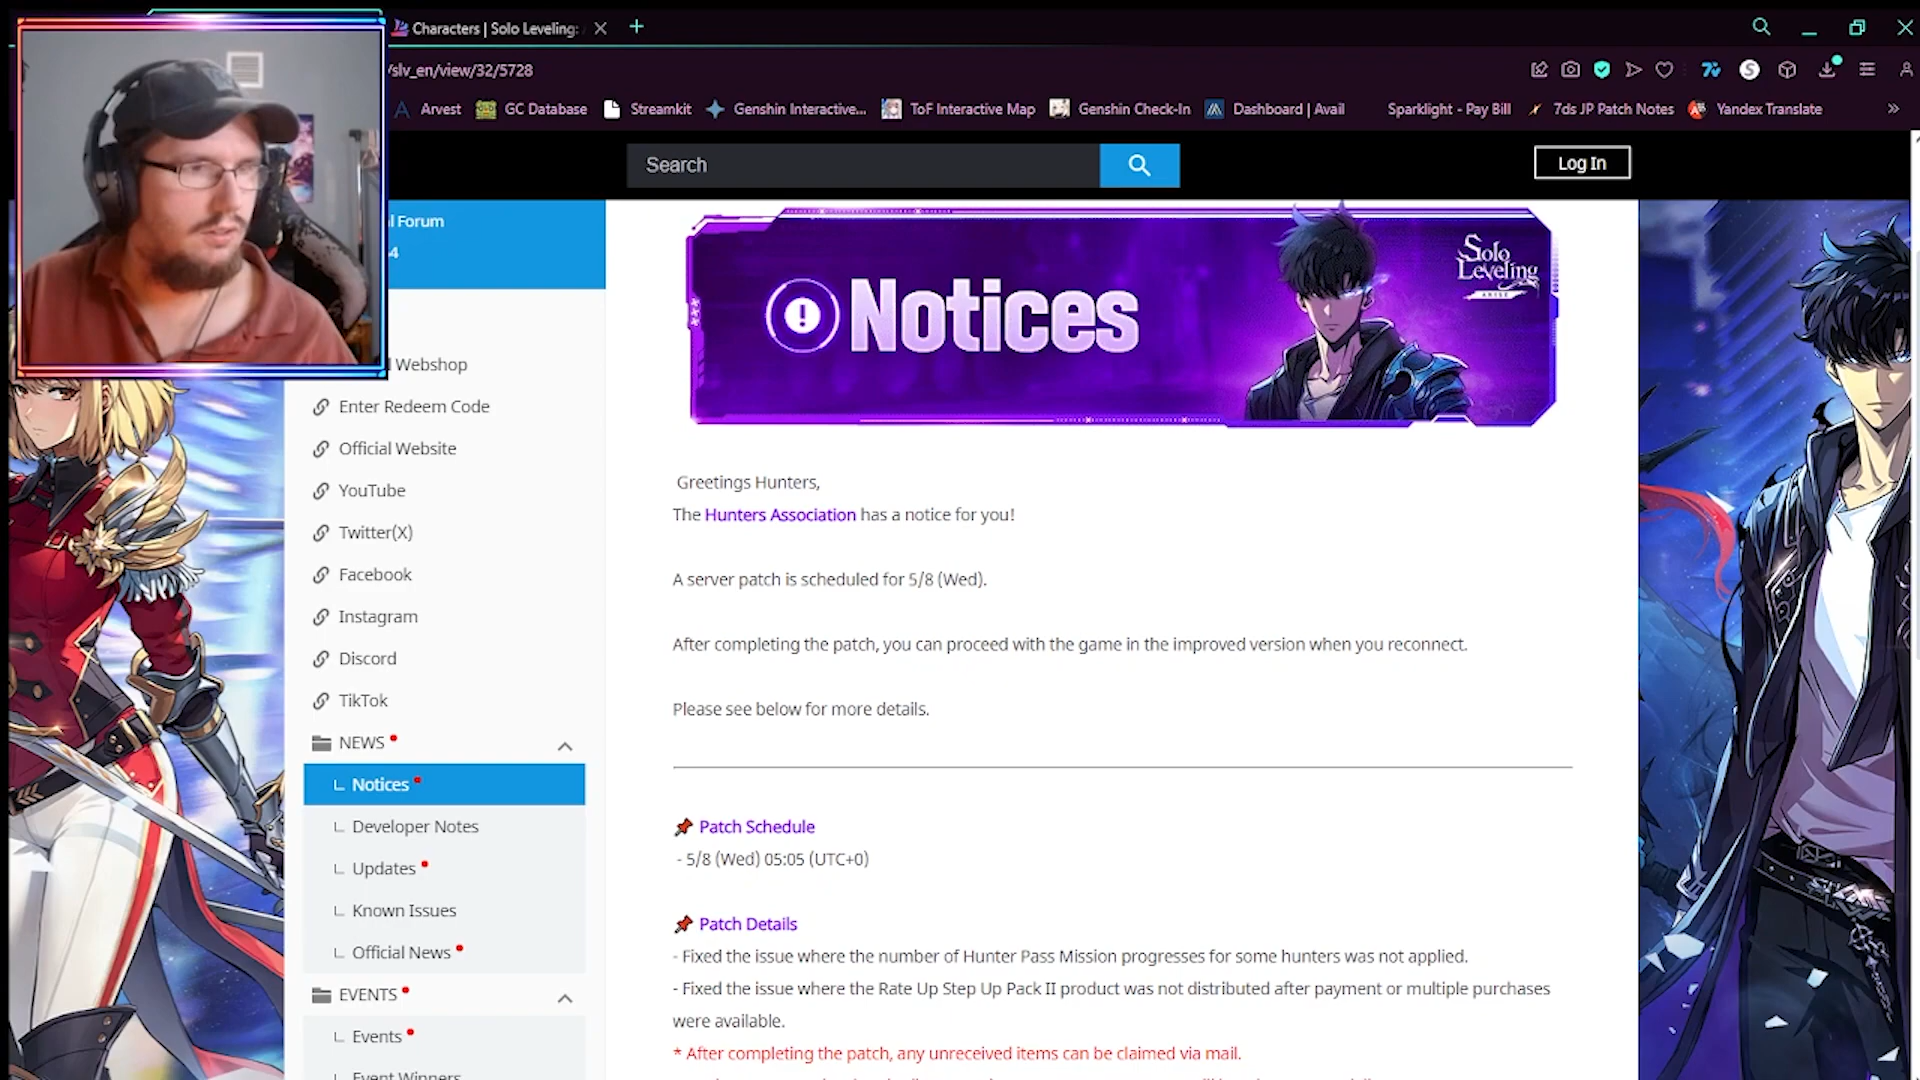 Characters | Solo Leveling:
/slv_en/view/32/5728
Arvest
GC Database
Streamkit
Genshin Interactive...
ToF Interactive Map
Genshin Check-In
Dashboard | Avail
Sparklight - Pay Bill
7ds JP Patch Notes
Yandex Translate
Search
Log In
l Forum
Notices
Solo
Leveling
ARISE
l Webshop
Enter Redeem Code
Official Website
YouTube
Twitter(X)
Facebook
Instagram
Discord
TikTok
NEWS
Notices
Developer Notes
Updates
Known Issues
Official News
EVENTS
Events
Event Winners
Greetings Hunters,
The Hunters Association has a notice for you!
A server patch is scheduled for 5/8 (Wed).
After completing the patch, you can proceed with the game in the improved version when you reconnect.
Please see below for more details.
Patch Schedule
- 5/8 (Wed) 05:05 (UTC+0)
Patch Details
- Fixed the issue where the number of Hunter Pass Mission progresses for some hunters was not applied.
- Fixed the issue where the Rate Up Step Up Pack II product was not distributed after payment or multiple purchases
were available.
* After completing the patch, any unreceived items can be claimed via mail.